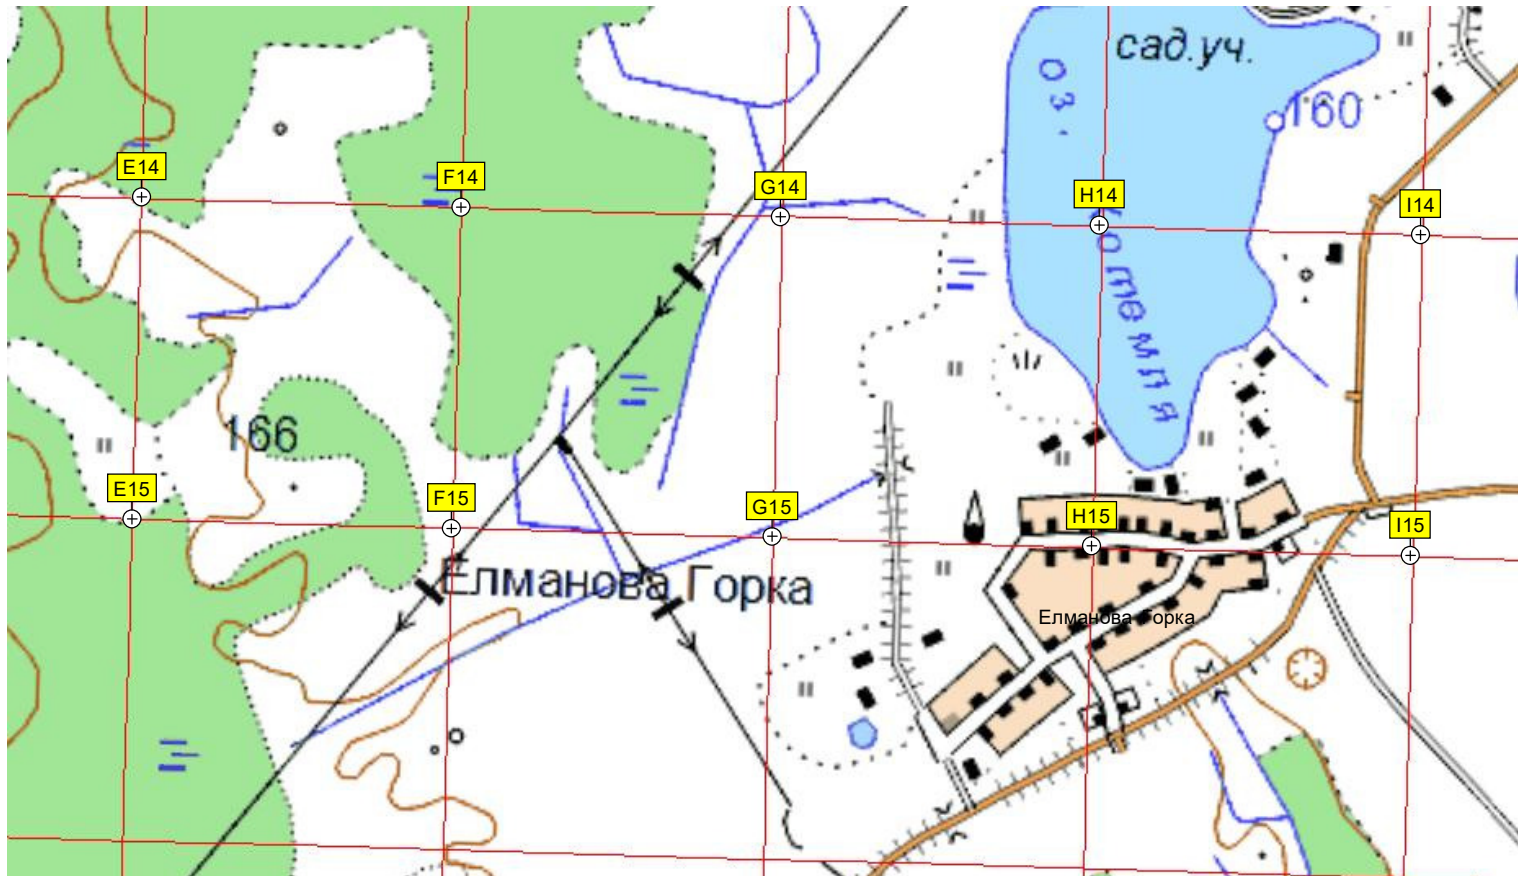 сад.уч.
оз.
160
E14
F14
G14
H14
I14
Котемля
166
E15
F15
G15
H15
I15
Елманова Горка
Елманова Горка